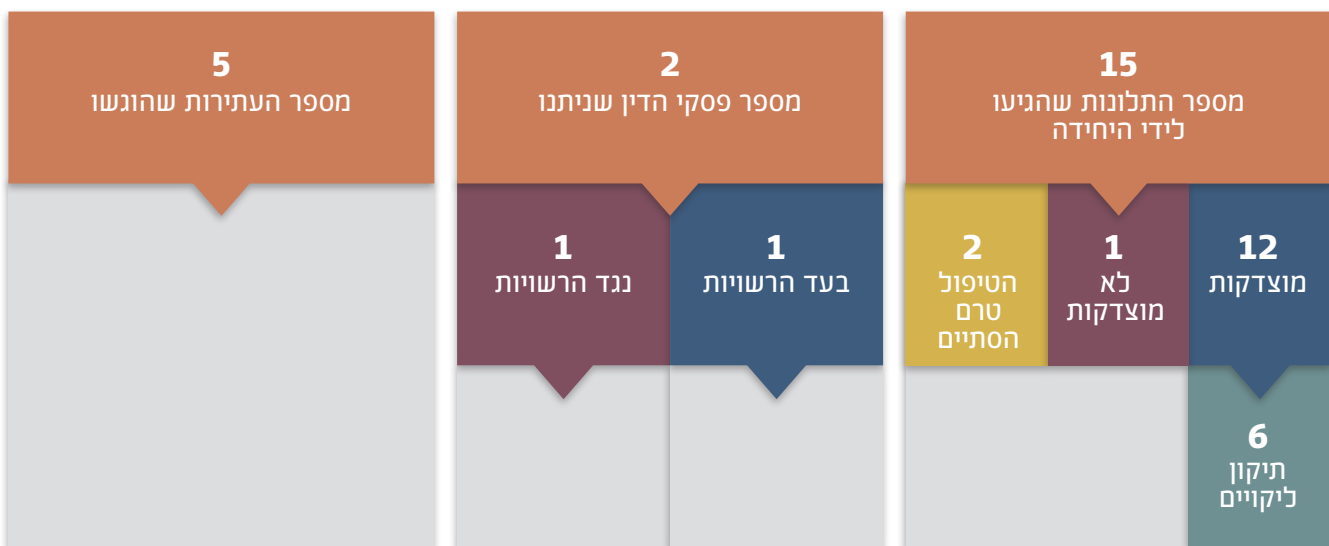 15
מספר התלונות שהגיעו
לידי היחידה
12
מוצדקות
1
לא
מוצדקות
2
הטיפול
טרם
הסתיים
6
תיקון
ליקויים
2
מספר פסקי הדין שניתנו
1
בעד הרשויות
1
נגד הרשויות
5
מספר העתירות שהוגשו